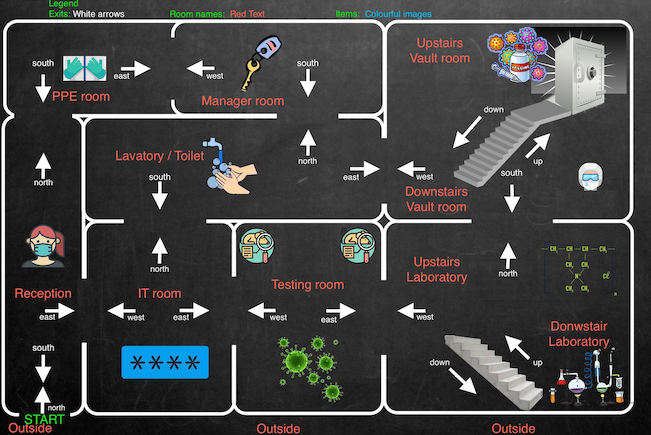 Legend
Exits: White arrows
Room names: Red Text
Items: Colourful images
south
east
west
south
PPE room
Manager room
Upstairs
Vault room
down
up
Lavatory / Toilet
north
south
north
east
west
south
Downstairs
Vault room
north
Reception
IT room
Testing room
Upstairs
Laboratory
north
east
west
east
west
east
west
south
****
down
up
Donwstair
Laboratory
north
START
Outside
Outside
Outside